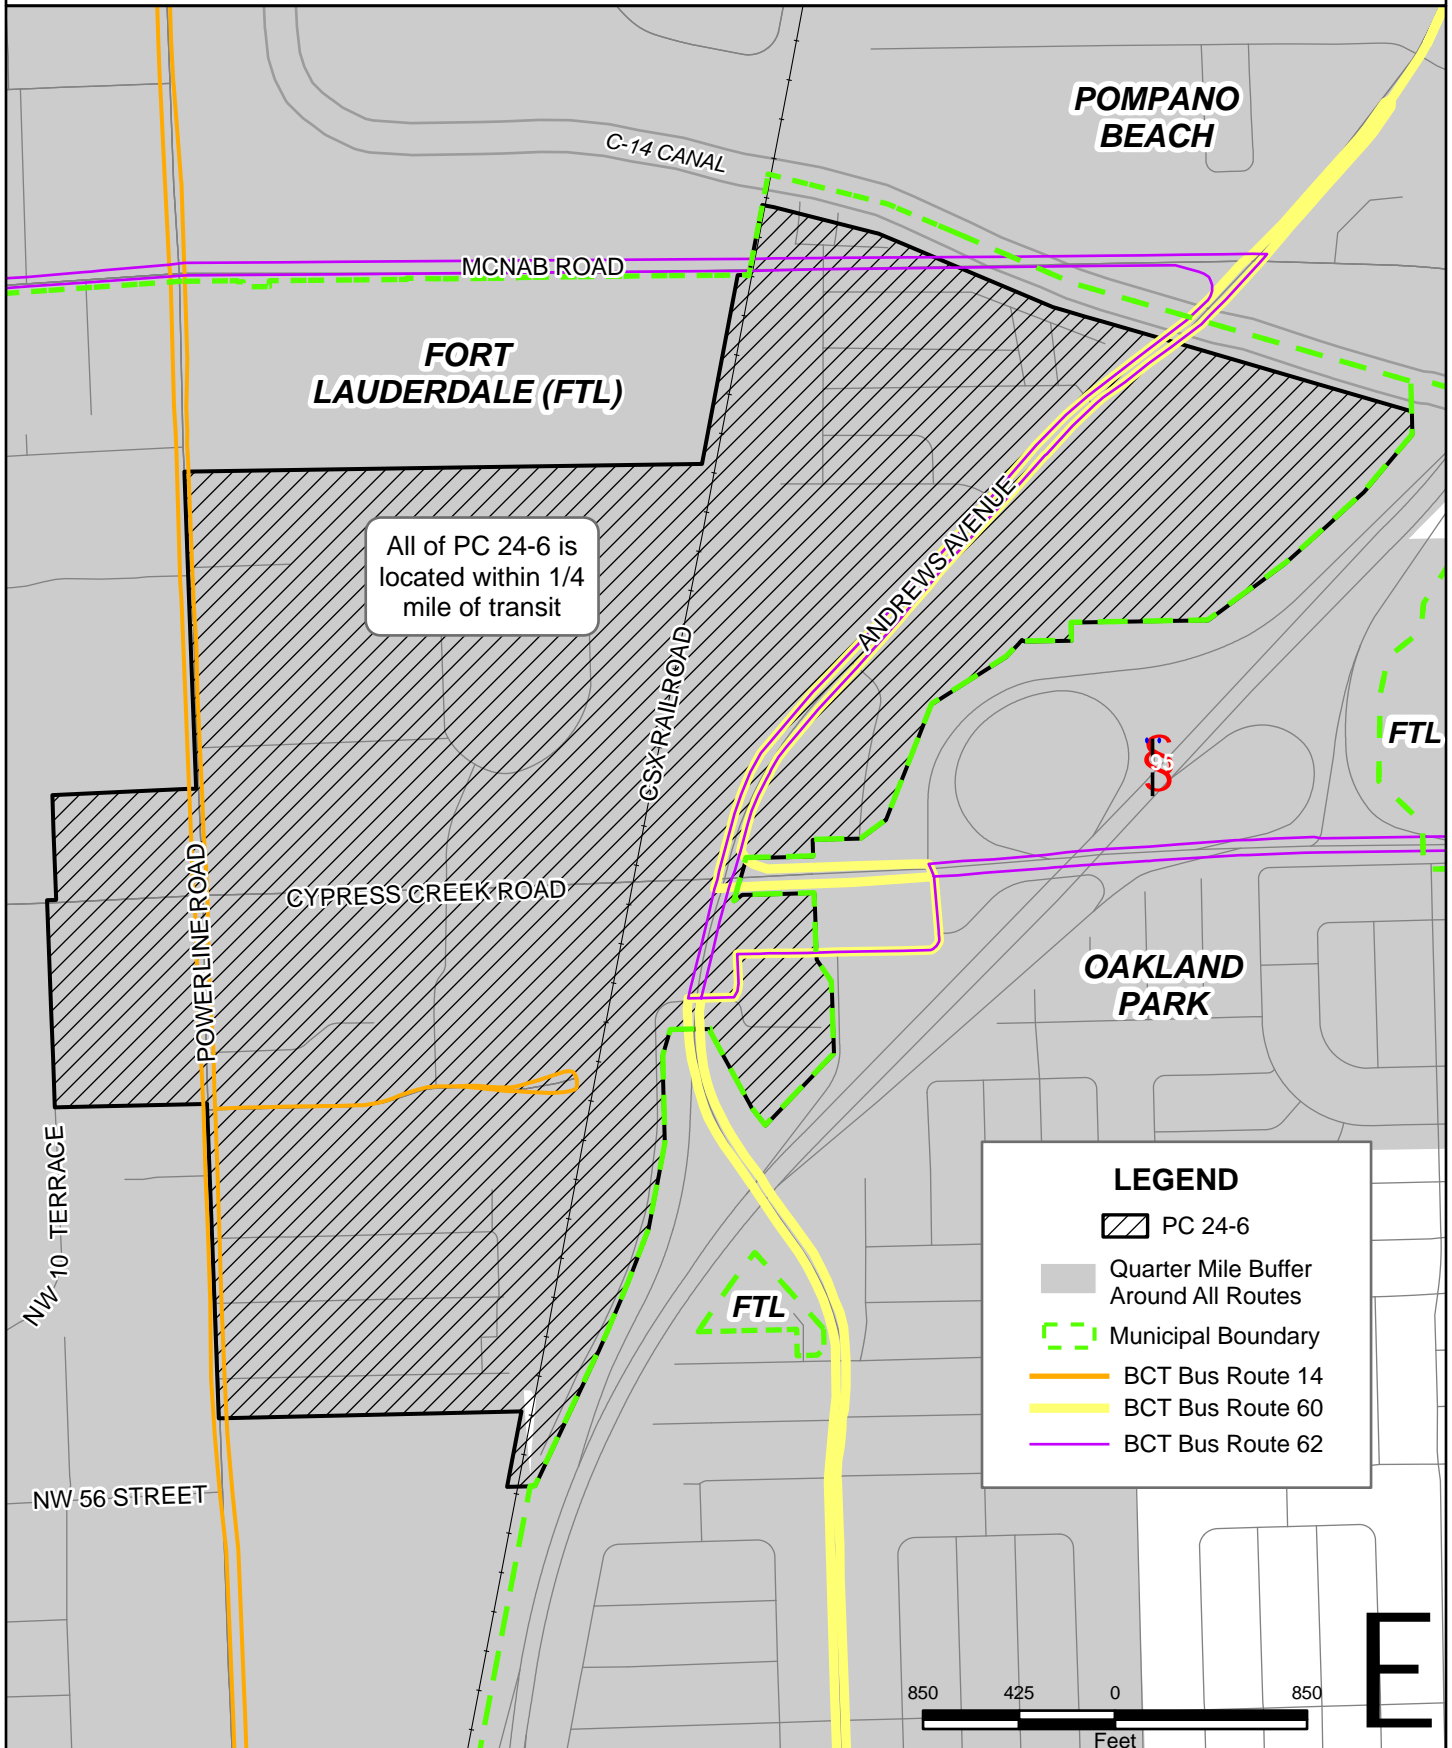 POMPANO
BEACH
C-14 CANAL
MCNAB ROAD
FORT
LAUDERDALE (FTL)
All of PC 24-6 is
located within 1/4
mile of transit
ANDREWS AVENUE
CSX RAILROAD
FTL
95
POWERLINE ROAD
CYPRESS CREEK ROAD
OAKLAND
PARK
NW 10 TERRACE
FTL
LEGEND
PC 24-6
Quarter Mile Buffer
Around All Routes
Municipal Boundary
BCT Bus Route 14
BCT Bus Route 60
BCT Bus Route 62
NW 56 STREET
E
850 425 0 850
Feet